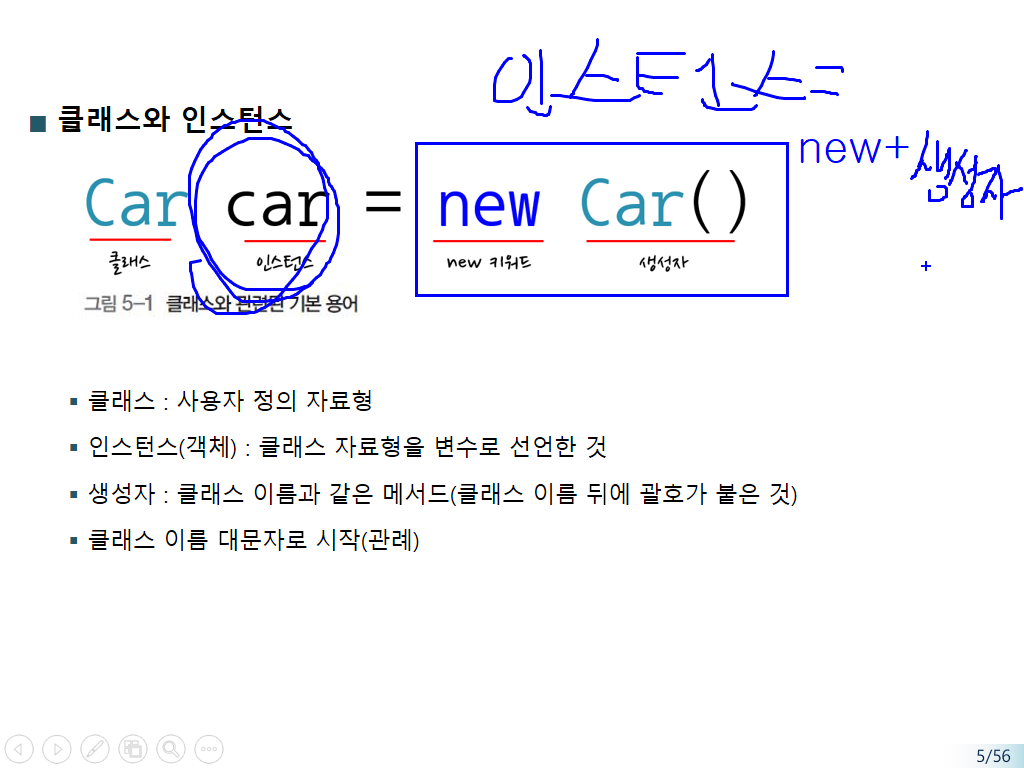 인스턴스=
클래스와 인스턴스
new+생성자
Car car = new Car()
클래스 인스턴스 new 키워드 생성자
그림 5-1 클래스와 관련된 기본 용어
클래스 : 사용자 정의 자료형
인스턴스(객체) : 클래스 자료형을 변수로 선언한 것
생성자 : 클래스 이름과 같은 메서드(클래스 이름 뒤에 괄호가 붙은 것)
클래스 이름 대문자로 시작(관례)
5/56